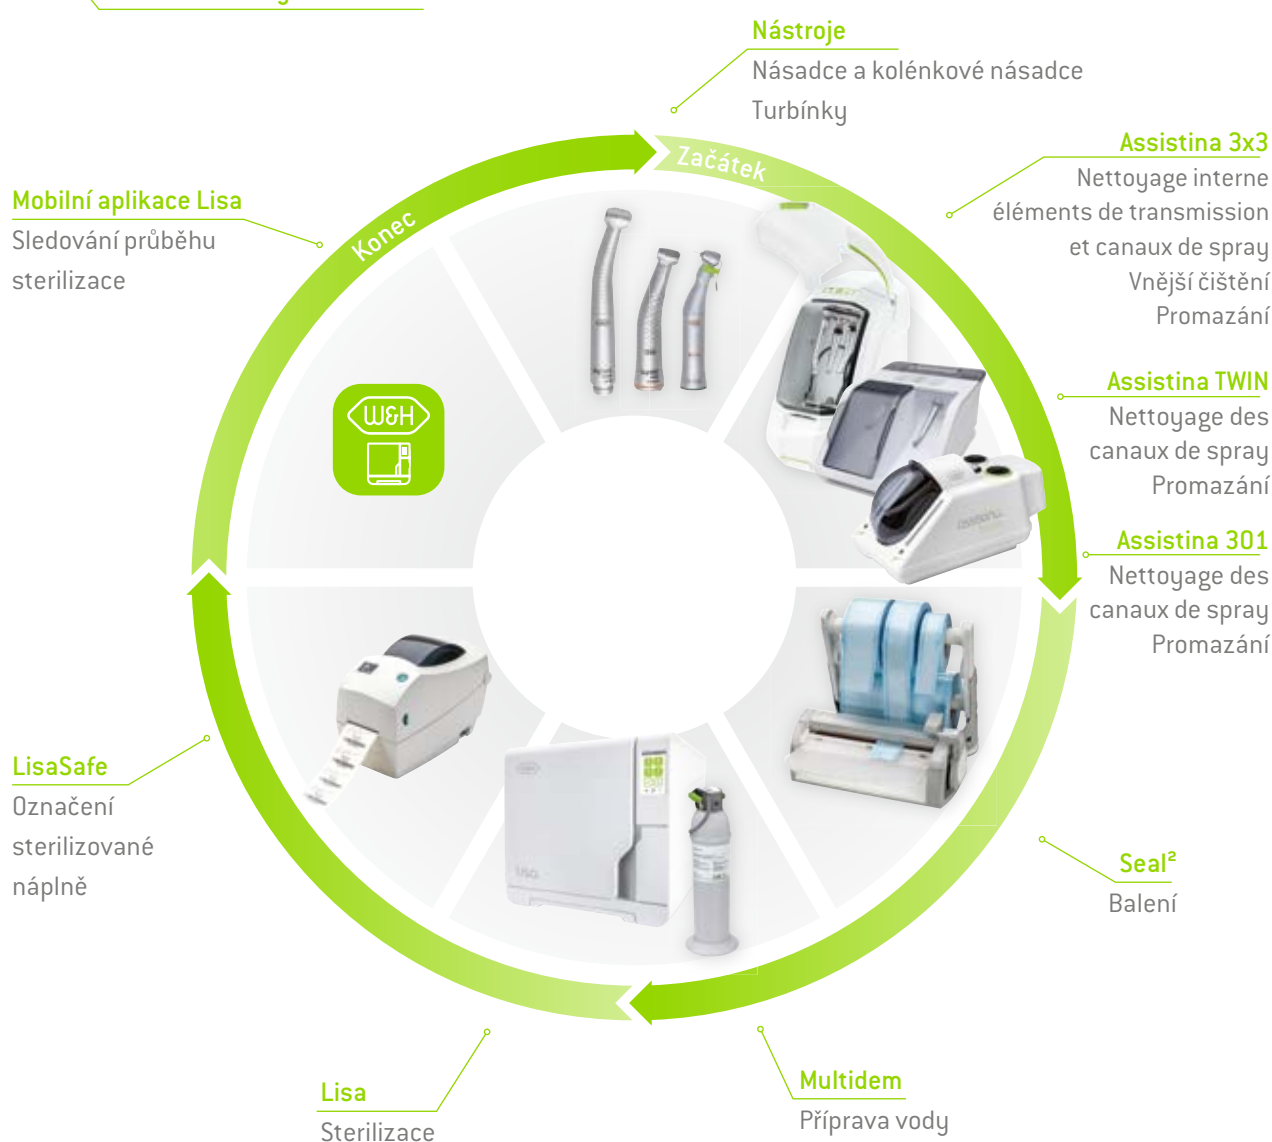 Nástroje
Násadce a kolénkové násadce
Turbínky
Začátek
Assistina 3x3
Nettoyage interne
éléments de transmission
et canaux de spray
Vnější čištění
Promazání
Assistina TWIN
Nettoyage des
canaux de spray
Promazání
Assistina 301
Nettoyage des
canaux de spray
Promazání
Seal²
Balení
Multidem
Příprava vody
Lisa
Sterilizace
LisaSafe
Označení
sterilizované
náplně
Mobilní aplikace Lisa
Sledování průběhu
sterilizace
Konec
W&H